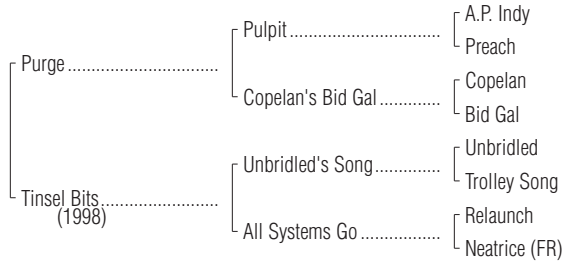 A.P. Indy
Pulpit
Preach
Purge
Copelan
Copelan's Bid Gal
Bid Gal
Unbridled
Unbridled's Song
Trolley Song
Tinsel Bits
(1998)
Relaunch
All Systems Go
Neatrice (FR)